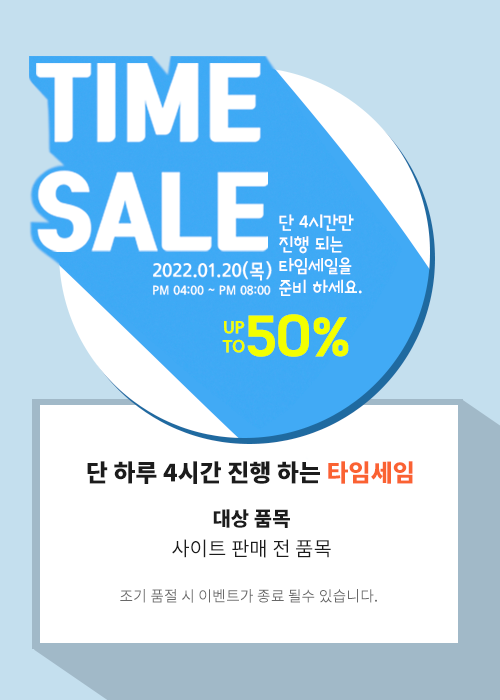 TIME
SALE
단 4시간만
진행 되는
타임세일을
준비 하세요.
2022.01.20(목)
PM 04:00 ~ PM 08:00
UP
TO 50%
단 하루 4시간 진행 하는 타임세임
대상 품목
사이트 판매 전 품목
조기 품절 시 이벤트가 종료 될수 있습니다.